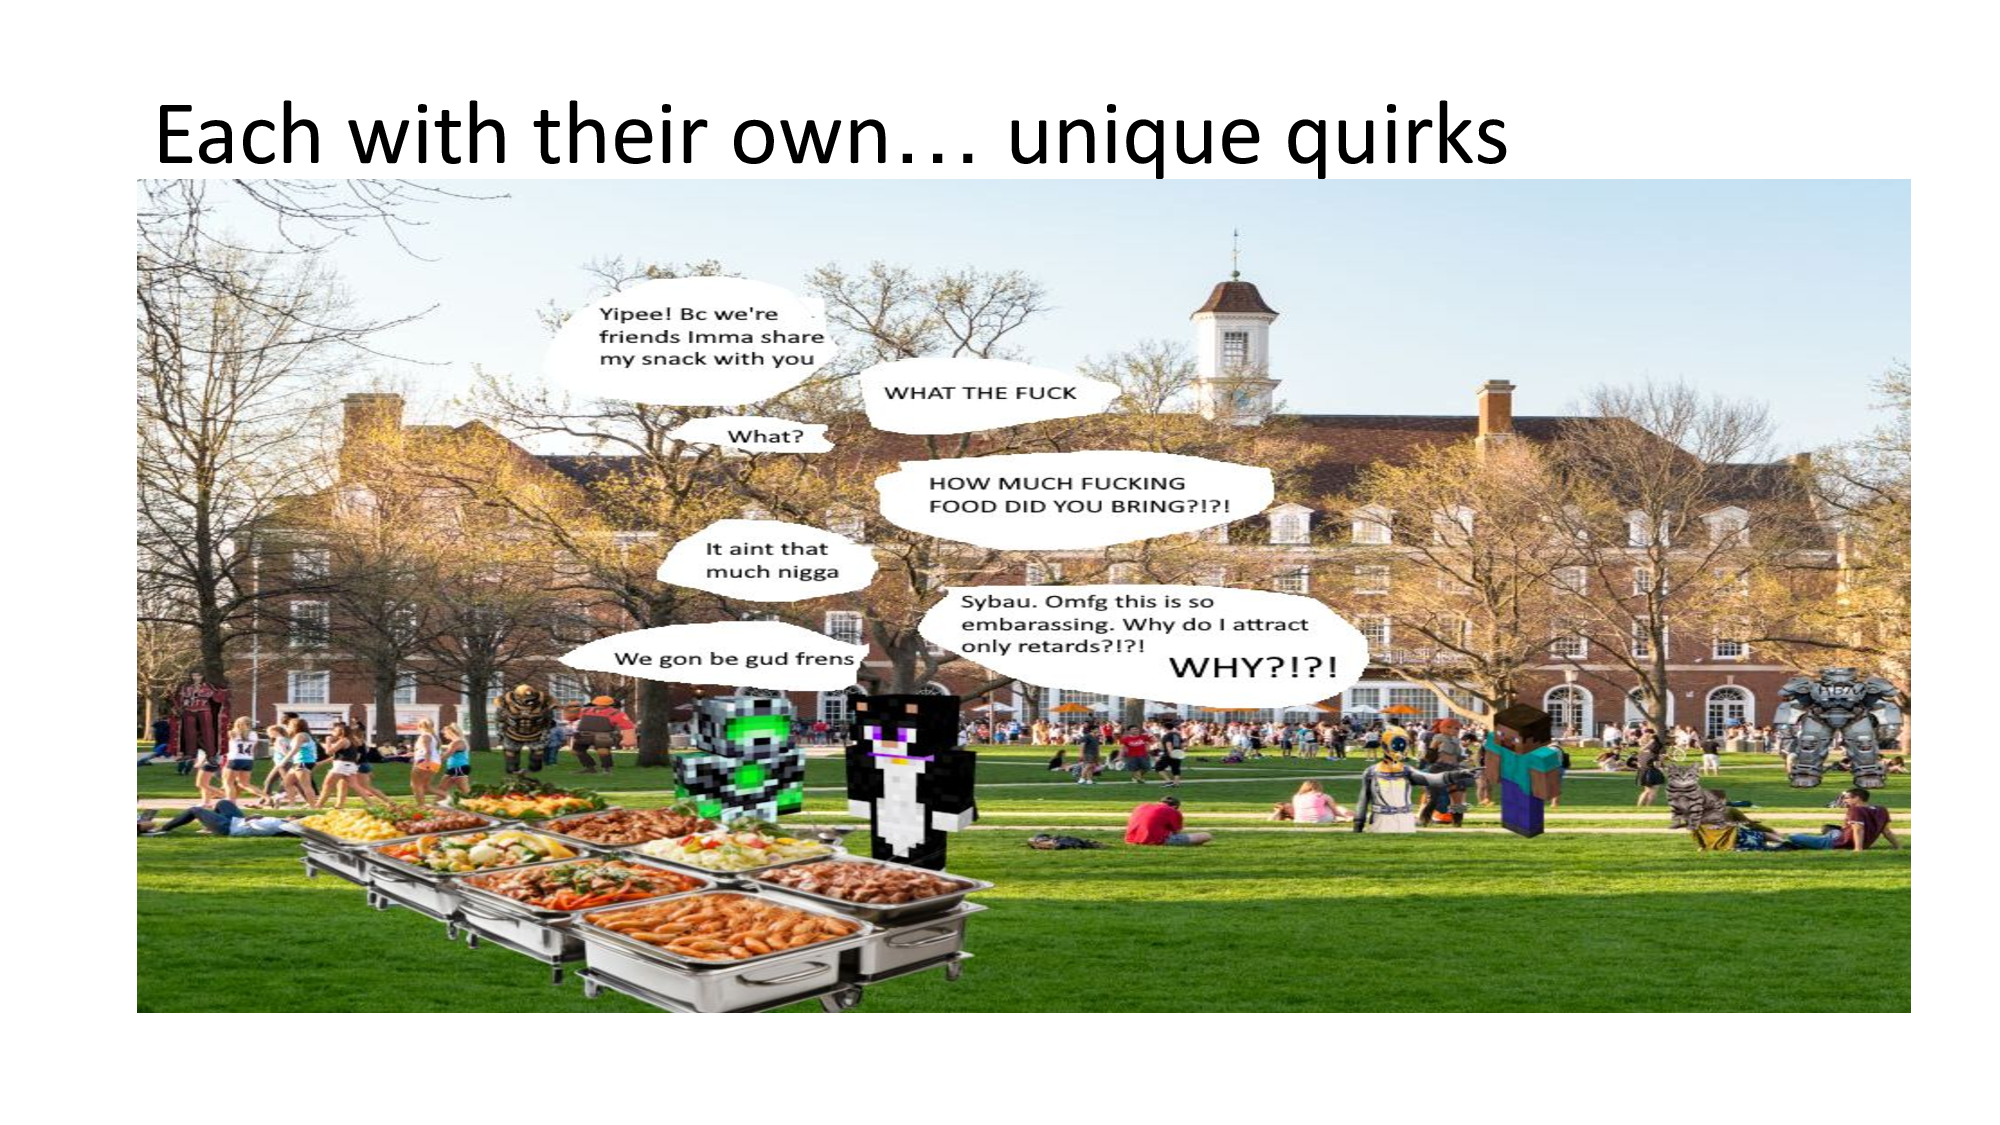 Each with their own… unique quirks
Yipee! Bc we're
friends Imma share
my snack with you
WHAT THE FUCK
What?
HOW MUCH FUCKING
FOOD DID YOU BRING?!?!
It aint that
much nigga
Sybau. Omfg this is so
embarassing. Why do I attract
only retards?!?!
WHY?!?!
We gon be gud frens
14